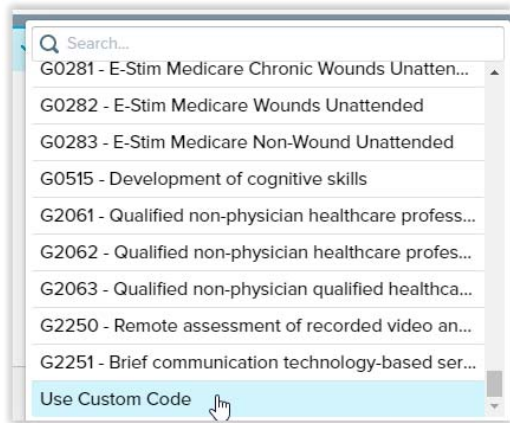 Search...
G0281 - E-Stim Medicare Chronic Wounds Unatten...
G0282 - E-Stim Medicare Wounds Unattended
G0283 - E-Stim Medicare Non-Wound Unattended
G0515 - Development of cognitive skills
G2061 - Qualified non-physician healthcare profess...
G2062 - Qualified non-physician healthcare profes...
G2063 - Qualified non-physician qualified healthca...
G2250 - Remote assessment of recorded video an...
G2251 - Brief communication technology-based ser...
Use Custom Code